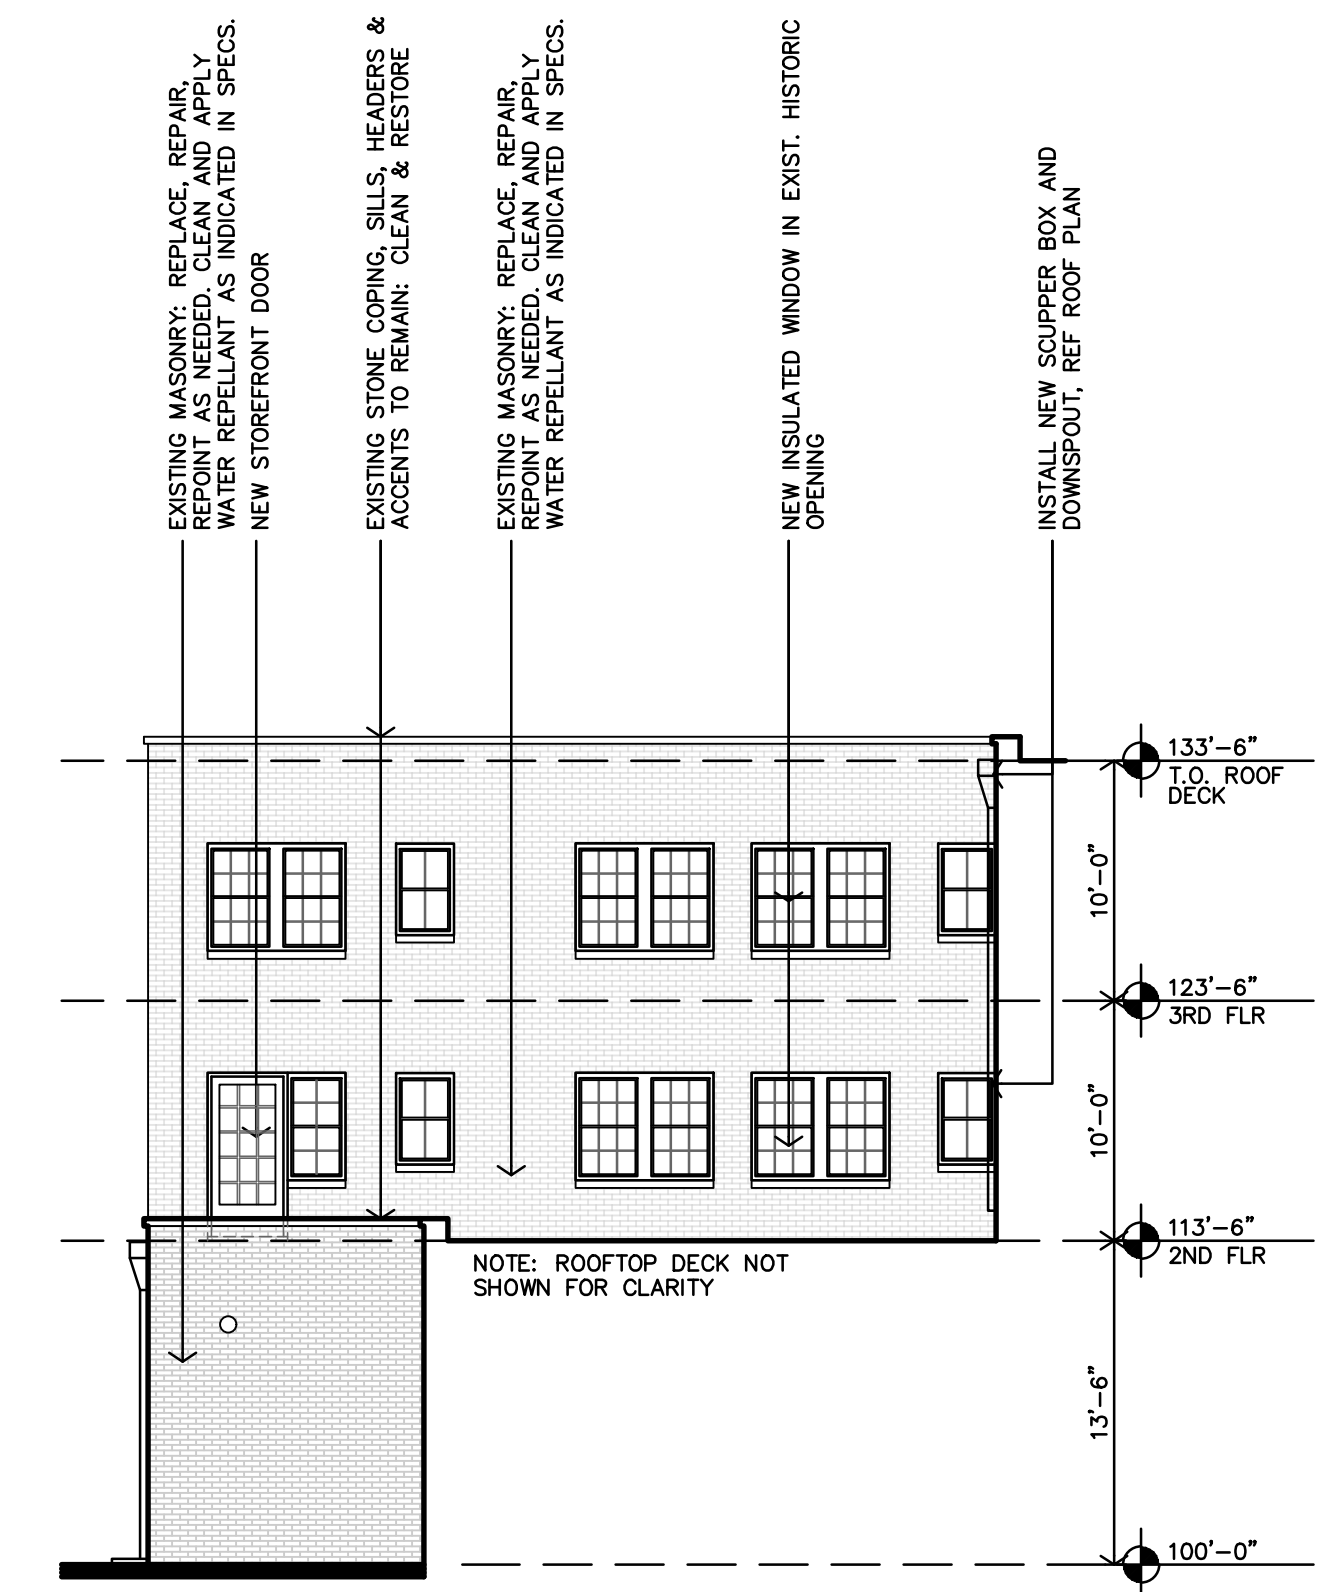 EXISTING MASONRY: REPLACE, REPAIR,
REPOINT AS NEEDED. CLEAN AND APPLY
WATER REPELLANT AS INDICATED IN SPECS.
NEW STOREFRONT DOOR
EXISTING STONE COPING, SILLS, HEADERS &
ACCENTS TO REMAIN: CLEAN & RESTORE
EXISTING MASONRY: REPLACE, REPAIR,
REPOINT AS NEEDED. CLEAN AND APPLY
WATER REPELLANT AS INDICATED IN SPECS.
NEW INSULATED WINDOW IN EXIST. HISTORIC
OPENING
INSTALL NEW SCUPPER BOX AND
DOWNSPOUT, REF ROOF PLAN
133'-6"
T.O. ROOF
DECK
10'-0"
123'-6"
3RD FLR
10'-0"
113'-6"
2ND FLR
NOTE: ROOFTOP DECK NOT
SHOWN FOR CLARITY
13'-6"
100'-0"